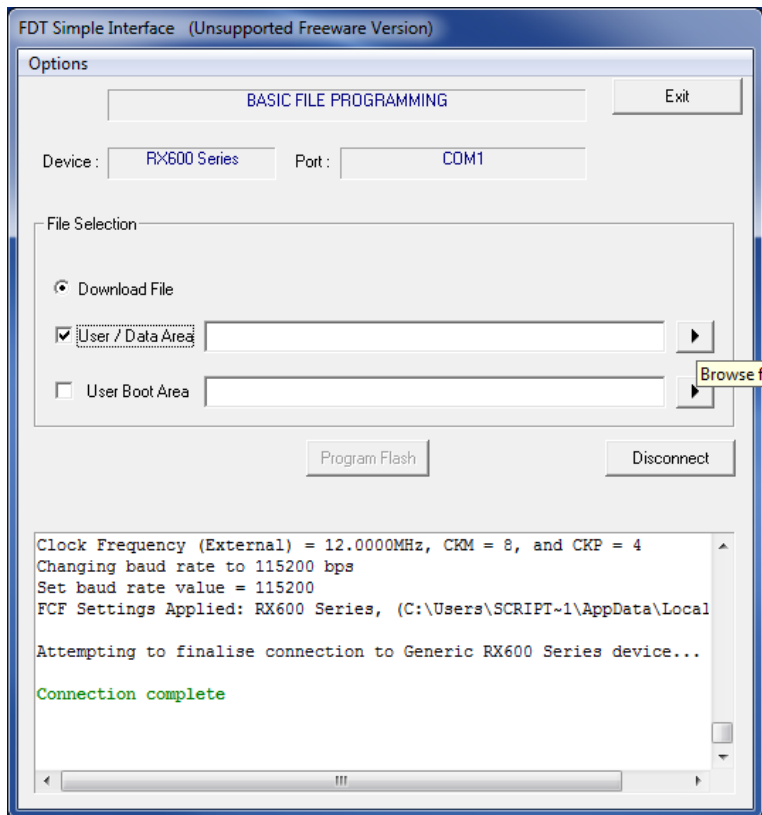 FDT Simple Interface (Unsupported Freeware Version)
Options
BASIC FILE PROGRAMMING
Exit
Device : RX600 Series Port : COM1
File Selection
Download File
User / Data Area
Browse f
User Boot Area
Program Flash Disconnect
Clock Frequency (External) = 12.0000MHz, CKM = 8, and CKP = 4
Changing baud rate to 115200 bps
Set baud rate value = 115200
FCF Settings Applied: RX600 Series, (C:\Users\SCRIPT~1\AppData\Local
Attempting to finalise connection to Generic RX600 Series device...
Connection complete